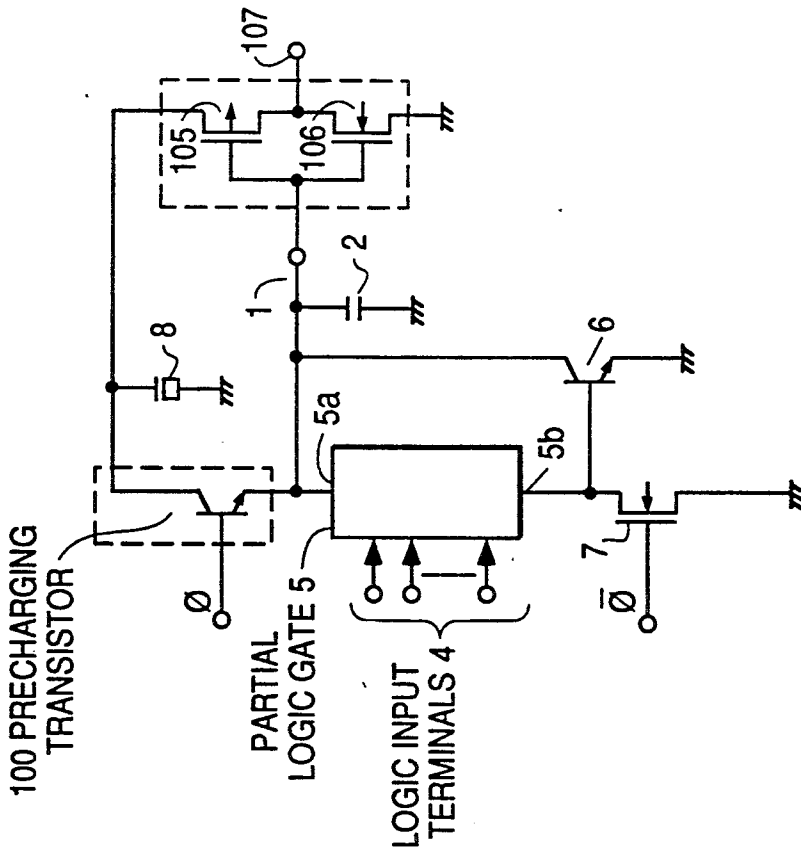 100 PRECHARGING
TRANSISTOR
Ø
PARTIAL
LOGIC GATE 5
LOGIC INPUT
TERMINALS 4
8
5a
5b
1
2
6
7
Ø̅
105
106
107